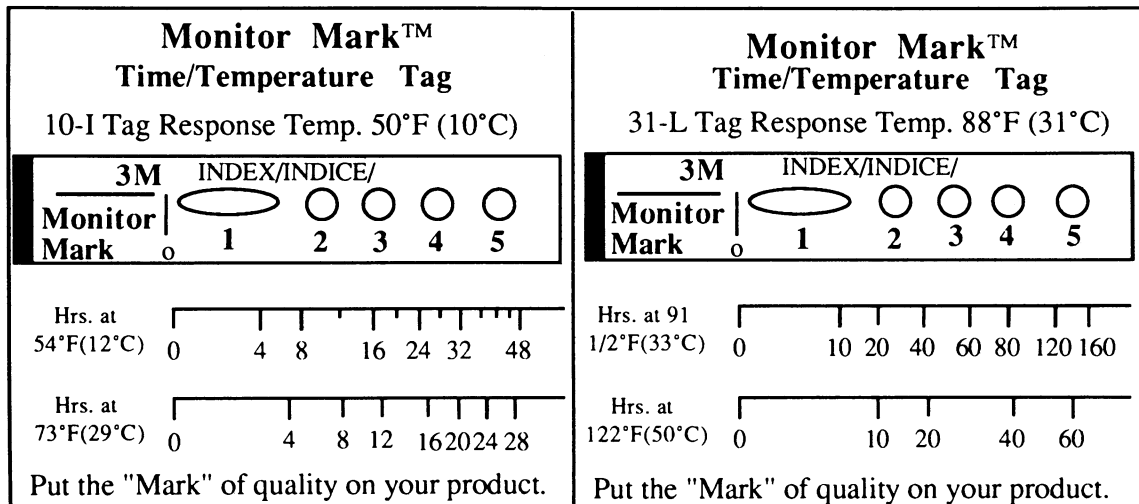 Monitor Mark™
Time/Temperature Tag
10-I Tag Response Temp. 50°F (10°C)
3M INDEX/INDICE/
Monitor
Mark o 1 2 3 4 5
Hrs. at
54°F(12°C) 0 4 8 16 24 32 48
Hrs. at
73°F(29°C) 0 4 8 12 16 20 24 28
Put the "Mark" of quality on your product.
Monitor Mark™
Time/Temperature Tag
31-L Tag Response Temp. 88°F (31°C)
3M INDEX/INDICE/
Monitor
Mark o 1 2 3 4 5
Hrs. at 91
1/2°F(33°C) 0 10 20 40 60 80 120 160
Hrs. at
122°F(50°C) 0 10 20 40 60
Put the "Mark" of quality on your product.